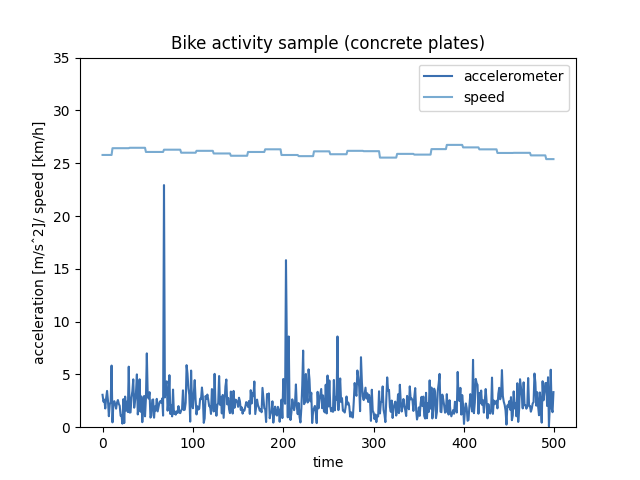 Bike activity sample (concrete plates)
accelerometer
speed
acceleration [m/sˆ2]/ speed [km/h]
35
30
25
20
15
10
5
0
0 100 200 300 400 500
time